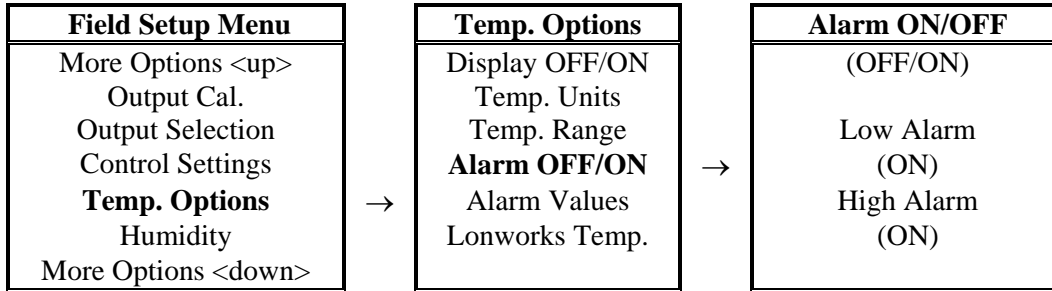 Field Setup Menu
More Options <up>
Output Cal.
Output Selection
Control Settings
Temp. Options
Humidity
More Options <down>
→
Temp. Options
Display OFF/ON
Temp. Units
Temp. Range
Alarm OFF/ON
Alarm Values
Lonworks Temp.
→
Alarm ON/OFF
(OFF/ON)
Low Alarm
(ON)
High Alarm
(ON)